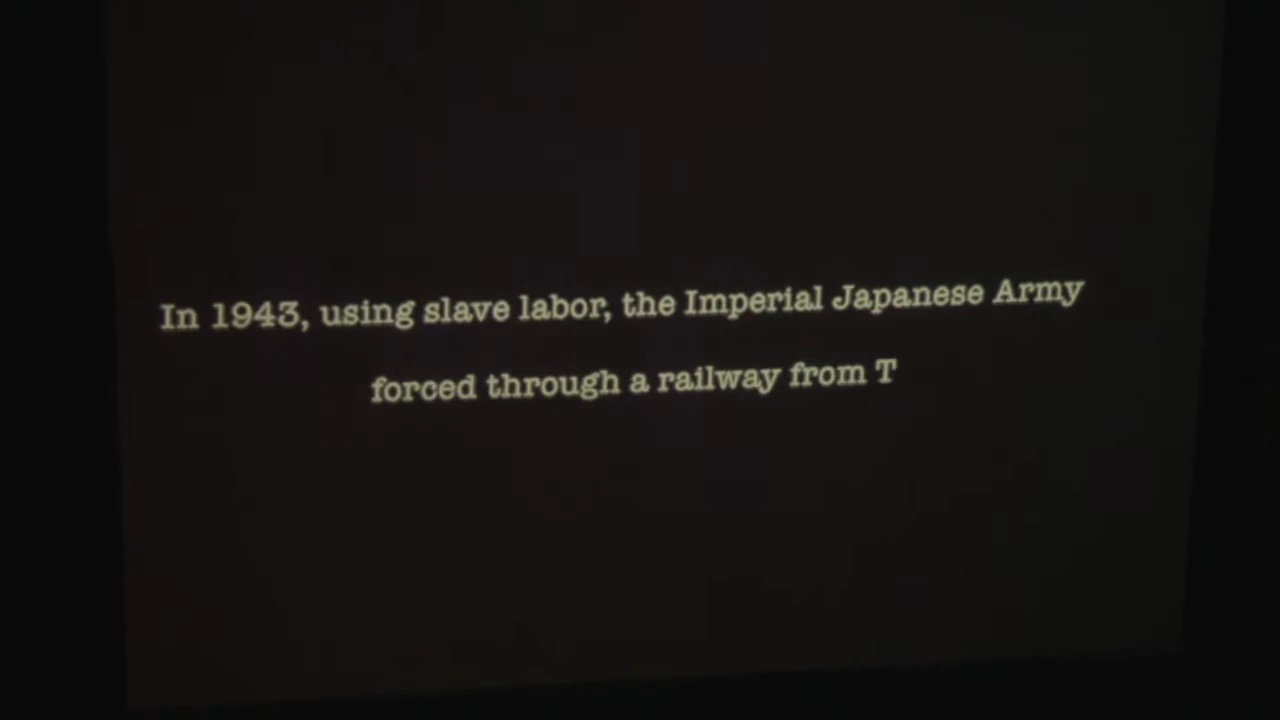 In 1943, using slave labor, the Imperial Japanese Army
forced through a railway from T